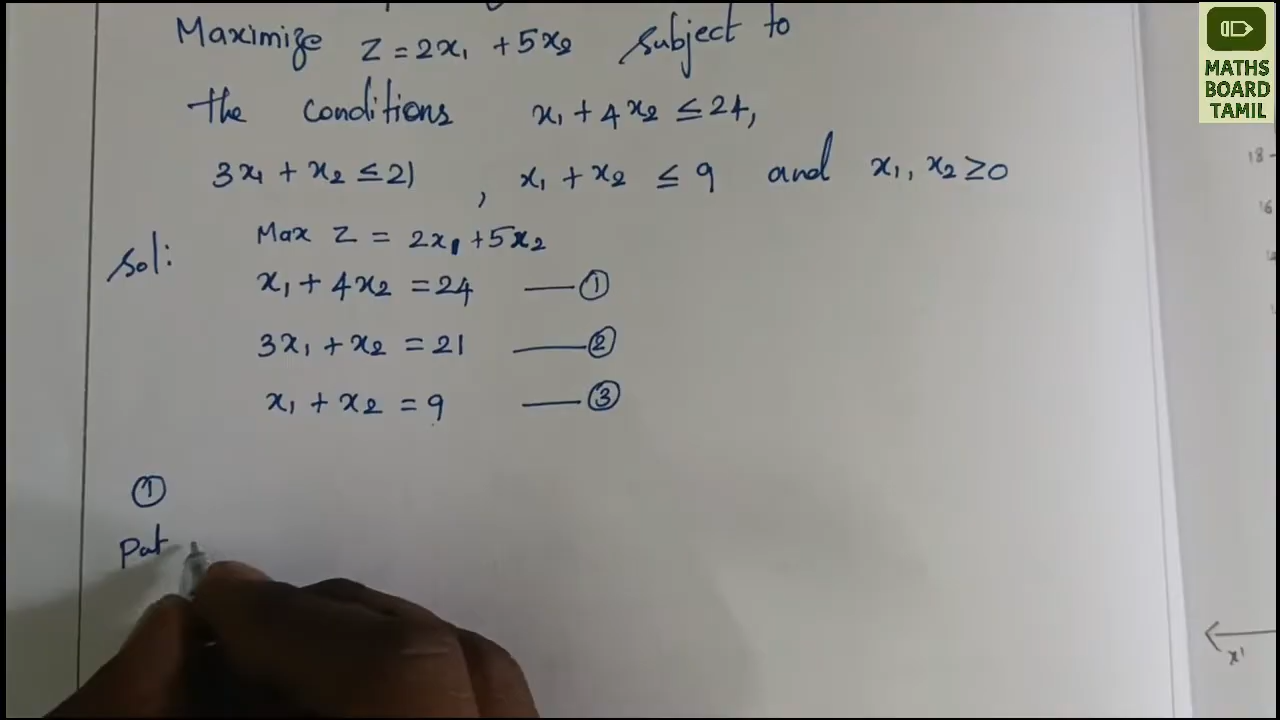 Maximize Z = 2x₁ + 5x₂ subject to
the conditions x₁ + 4x₂ ≤ 24,
3x₁ + x₂ ≤ 21, x₁ + x₂ ≤ 9 and x₁, x₂ ≥ 0
Sol: Max Z = 2x₁ + 5x₂
x₁ + 4x₂ = 24 —①
3x₁ + x₂ = 21 —②
x₁ + x₂ = 9 —③
①
Put
MATHS
BOARD
TAMIL
18
16
x'